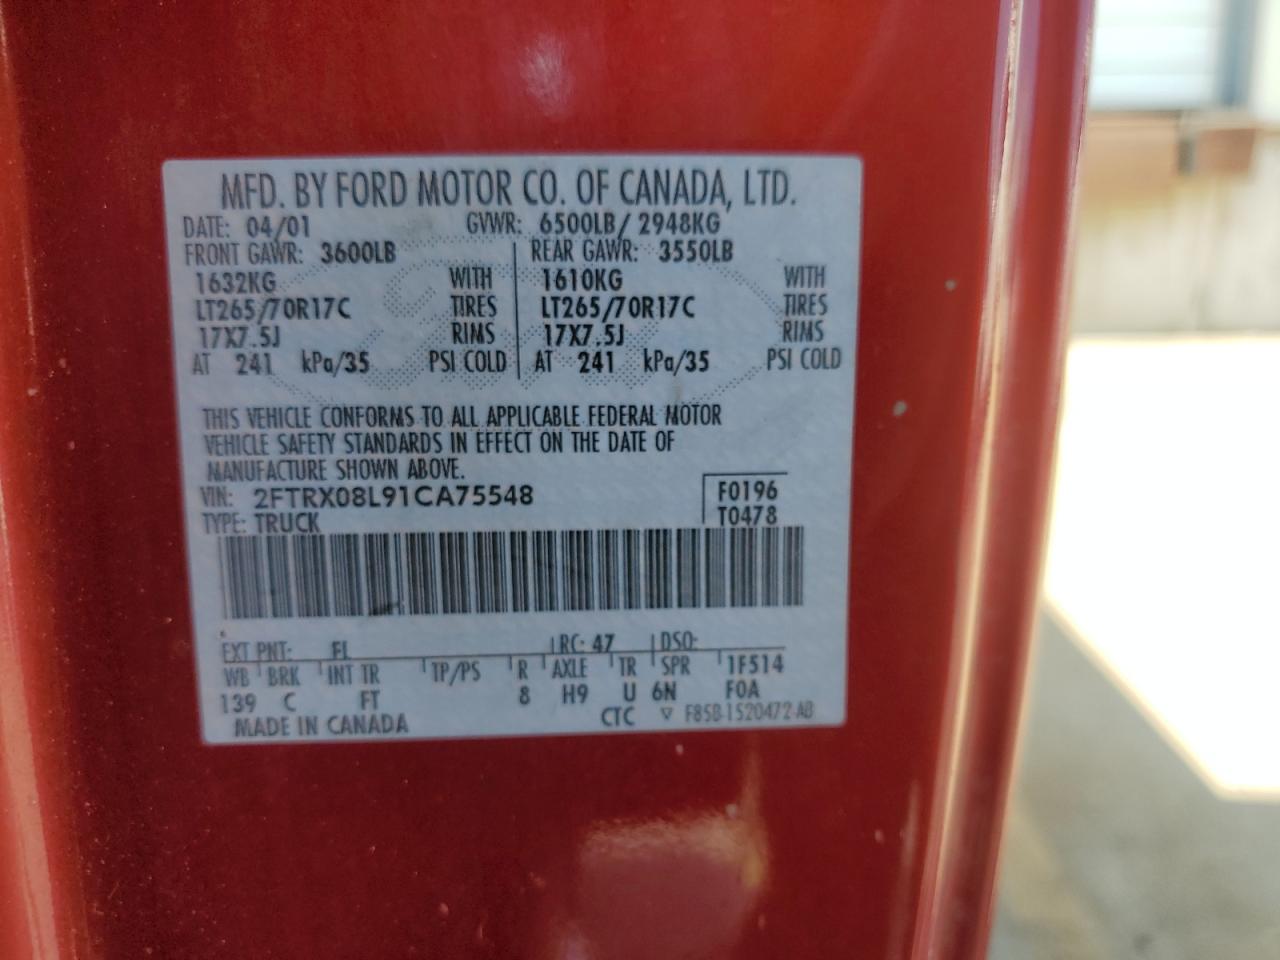 MFD. BY FORD MOTOR CO. OF CANADA, LTD.
DATE: 04/01 GVWR: 6500LB/ 2948KG
FRONT GAWR: 3600LB REAR GAWR: 3550LB
1632KG WITH 1610KG WITH
LT265/70R17C TIRES LT265/70R17C TIRES
17X7.5J RIMS 17X7.5J RIMS
AT 241 kPa/35 PSI COLD AT 241 kPa/35 PSI COLD
THIS VEHICLE CONFORMS TO ALL APPLICABLE FEDERAL MOTOR
VEHICLE SAFETY STANDARDS IN EFFECT ON THE DATE OF
MANUFACTURE SHOWN ABOVE.
VIN: 2FTRX08L91CA75548 F0196
TYPE: TRUCK T0478
EXT PNT: FL RC: 47 DSO:
WB BRK INT TR TP/PS R AXLE TR SPR 1F514
139 C FT 8 H9 U 6N F0A
MADE IN CANADA CTC ▽ F85B-1520472-AB